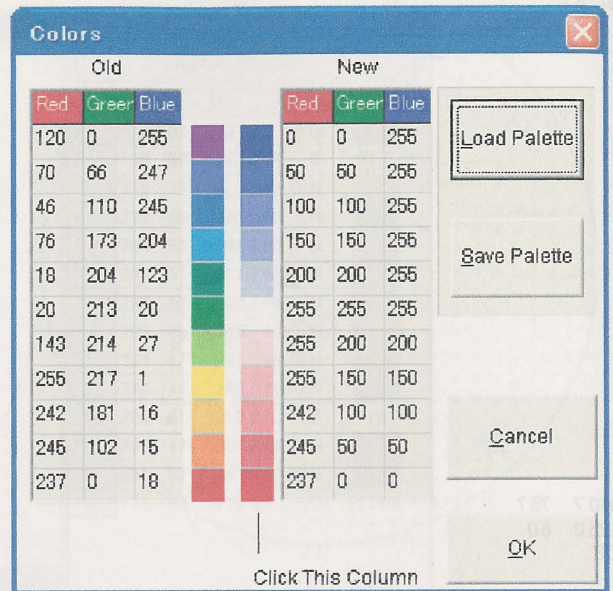 Colors
Old New
Red Green Blue Red Green Blue
120 0 255 0 0 255
70 66 247 50 50 255
46 110 245 100 100 255
76 173 204 150 150 255
18 204 123 200 200 255
20 213 20 255 255 255
143 214 27 255 200 200
255 217 1 255 150 150
242 181 16 242 100 100
245 102 15 245 50 50
237 0 18 237 0 0
Load Palette
Save Palette
Cancel
OK
Click This Column